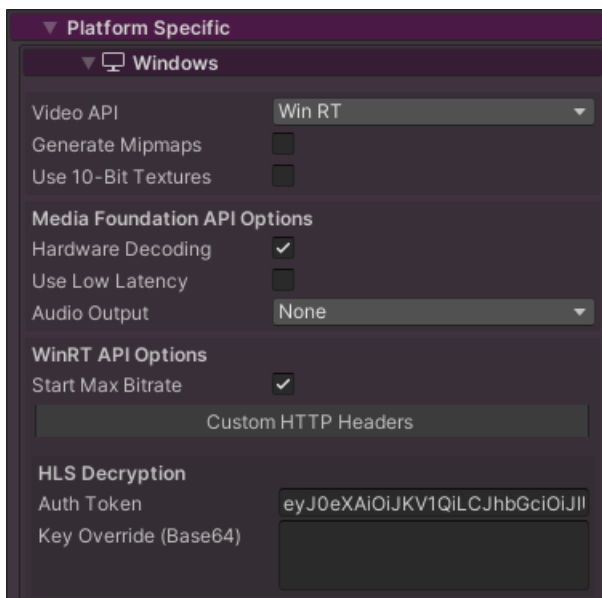 Platform Specific
Windows
Video API Win RT
Generate Mipmaps
Use 10-Bit Textures
Media Foundation API Options
Hardware Decoding
Use Low Latency
Audio Output None
WinRT API Options
Start Max Bitrate
Custom HTTP Headers
HLS Decryption
Auth Token eyJ0eXAiOiJKV1QiLCJhbGciOiJIU
Key Override (Base64)